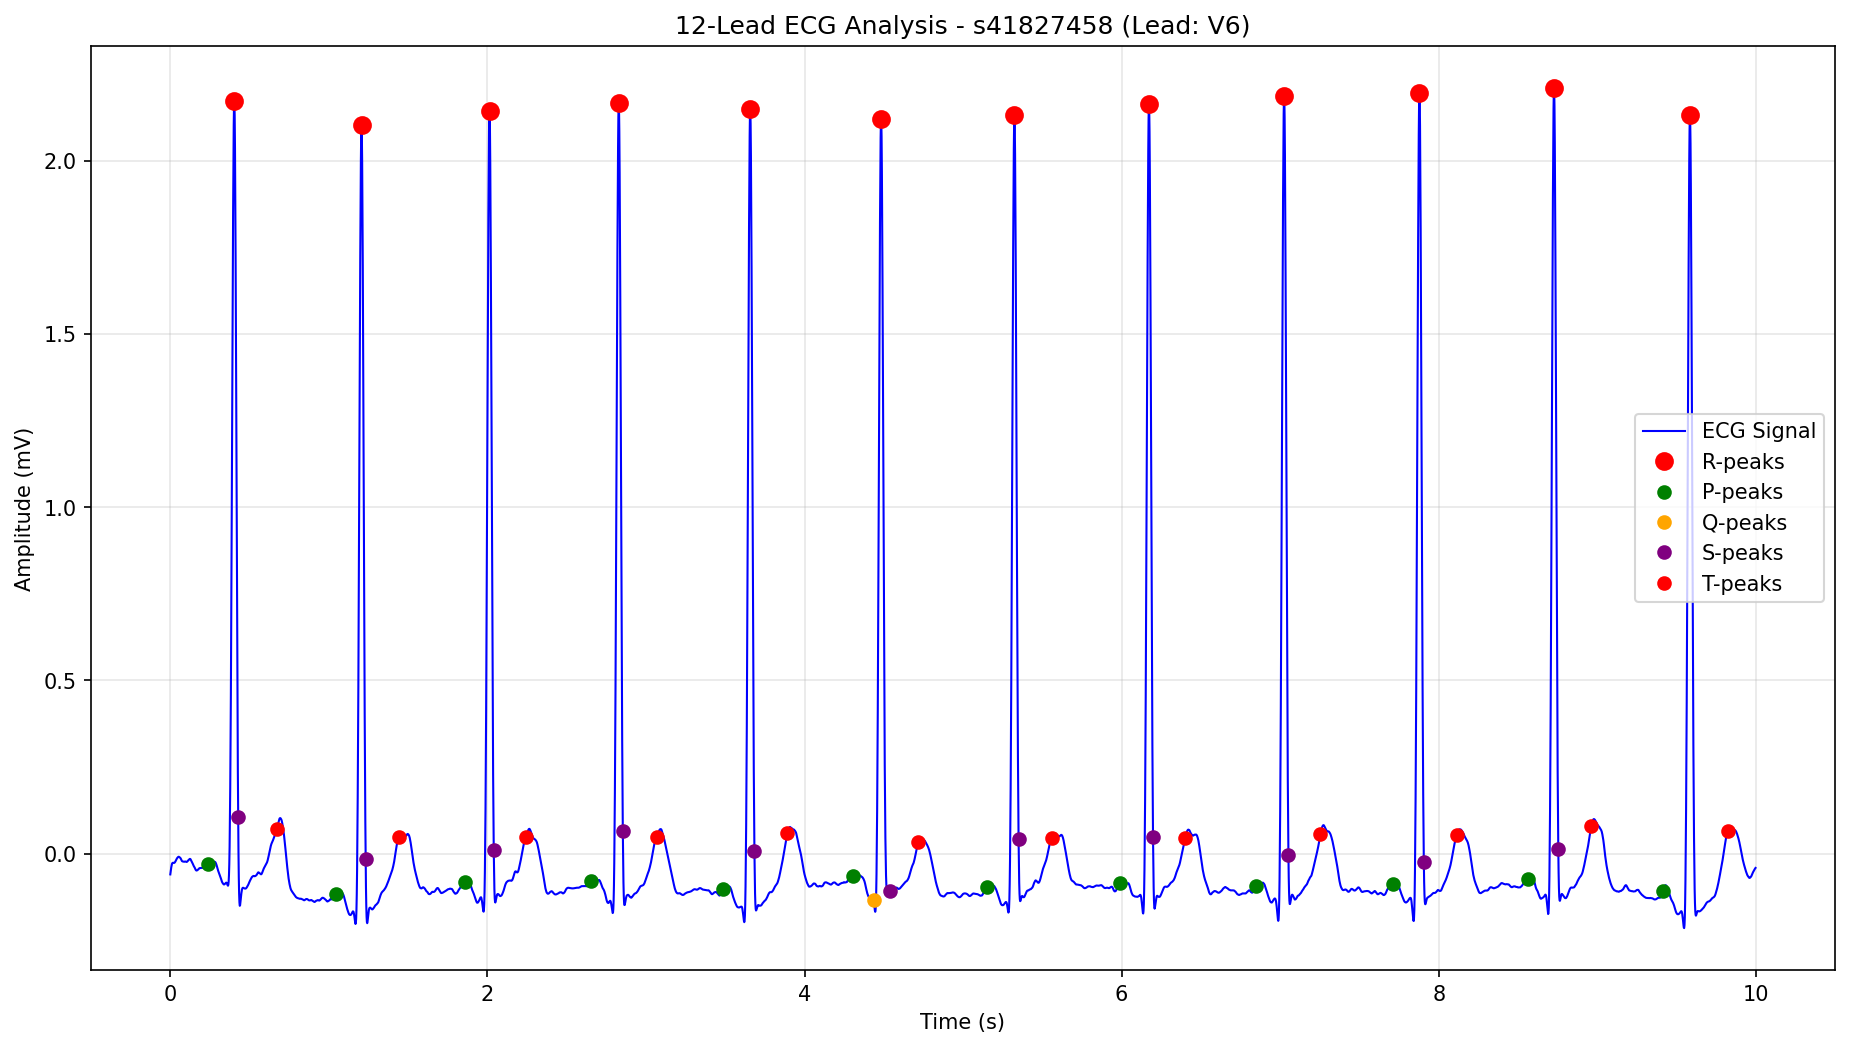 12-Lead ECG Analysis - s41827458 (Lead: V6)
Amplitude (mV)
2.0
1.5
1.0
0.5
0.0
ECG Signal
R-peaks
P-peaks
Q-peaks
S-peaks
T-peaks
0 2 4 6 8 10
Time (s)